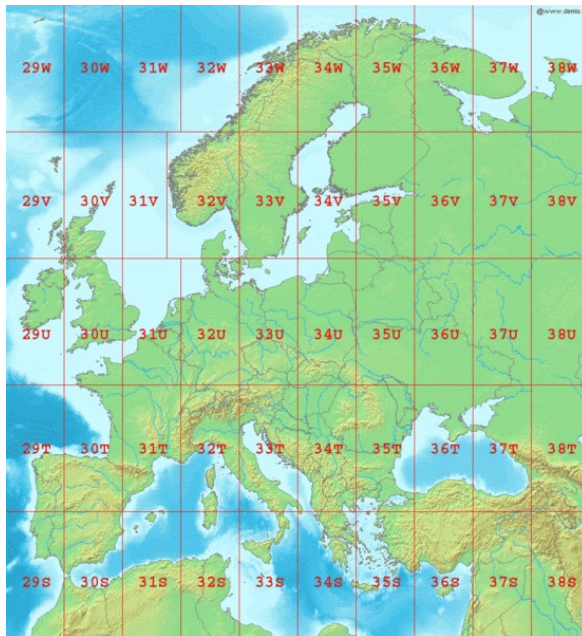 @www.demis
29W 30W 31W 32W 33W 34W 35W 36W 37W 38W
29V 30V 31V 32V 33V 34V 35V 36V 37V 38V
29U 30U 31U 32U 33U 34U 35U 36U 37U 38U
29T 30T 31T 32T 33T 34T 35T 36T 37T 38T
29S 30S 31S 32S 33S 34S 35S 36S 37S 38S